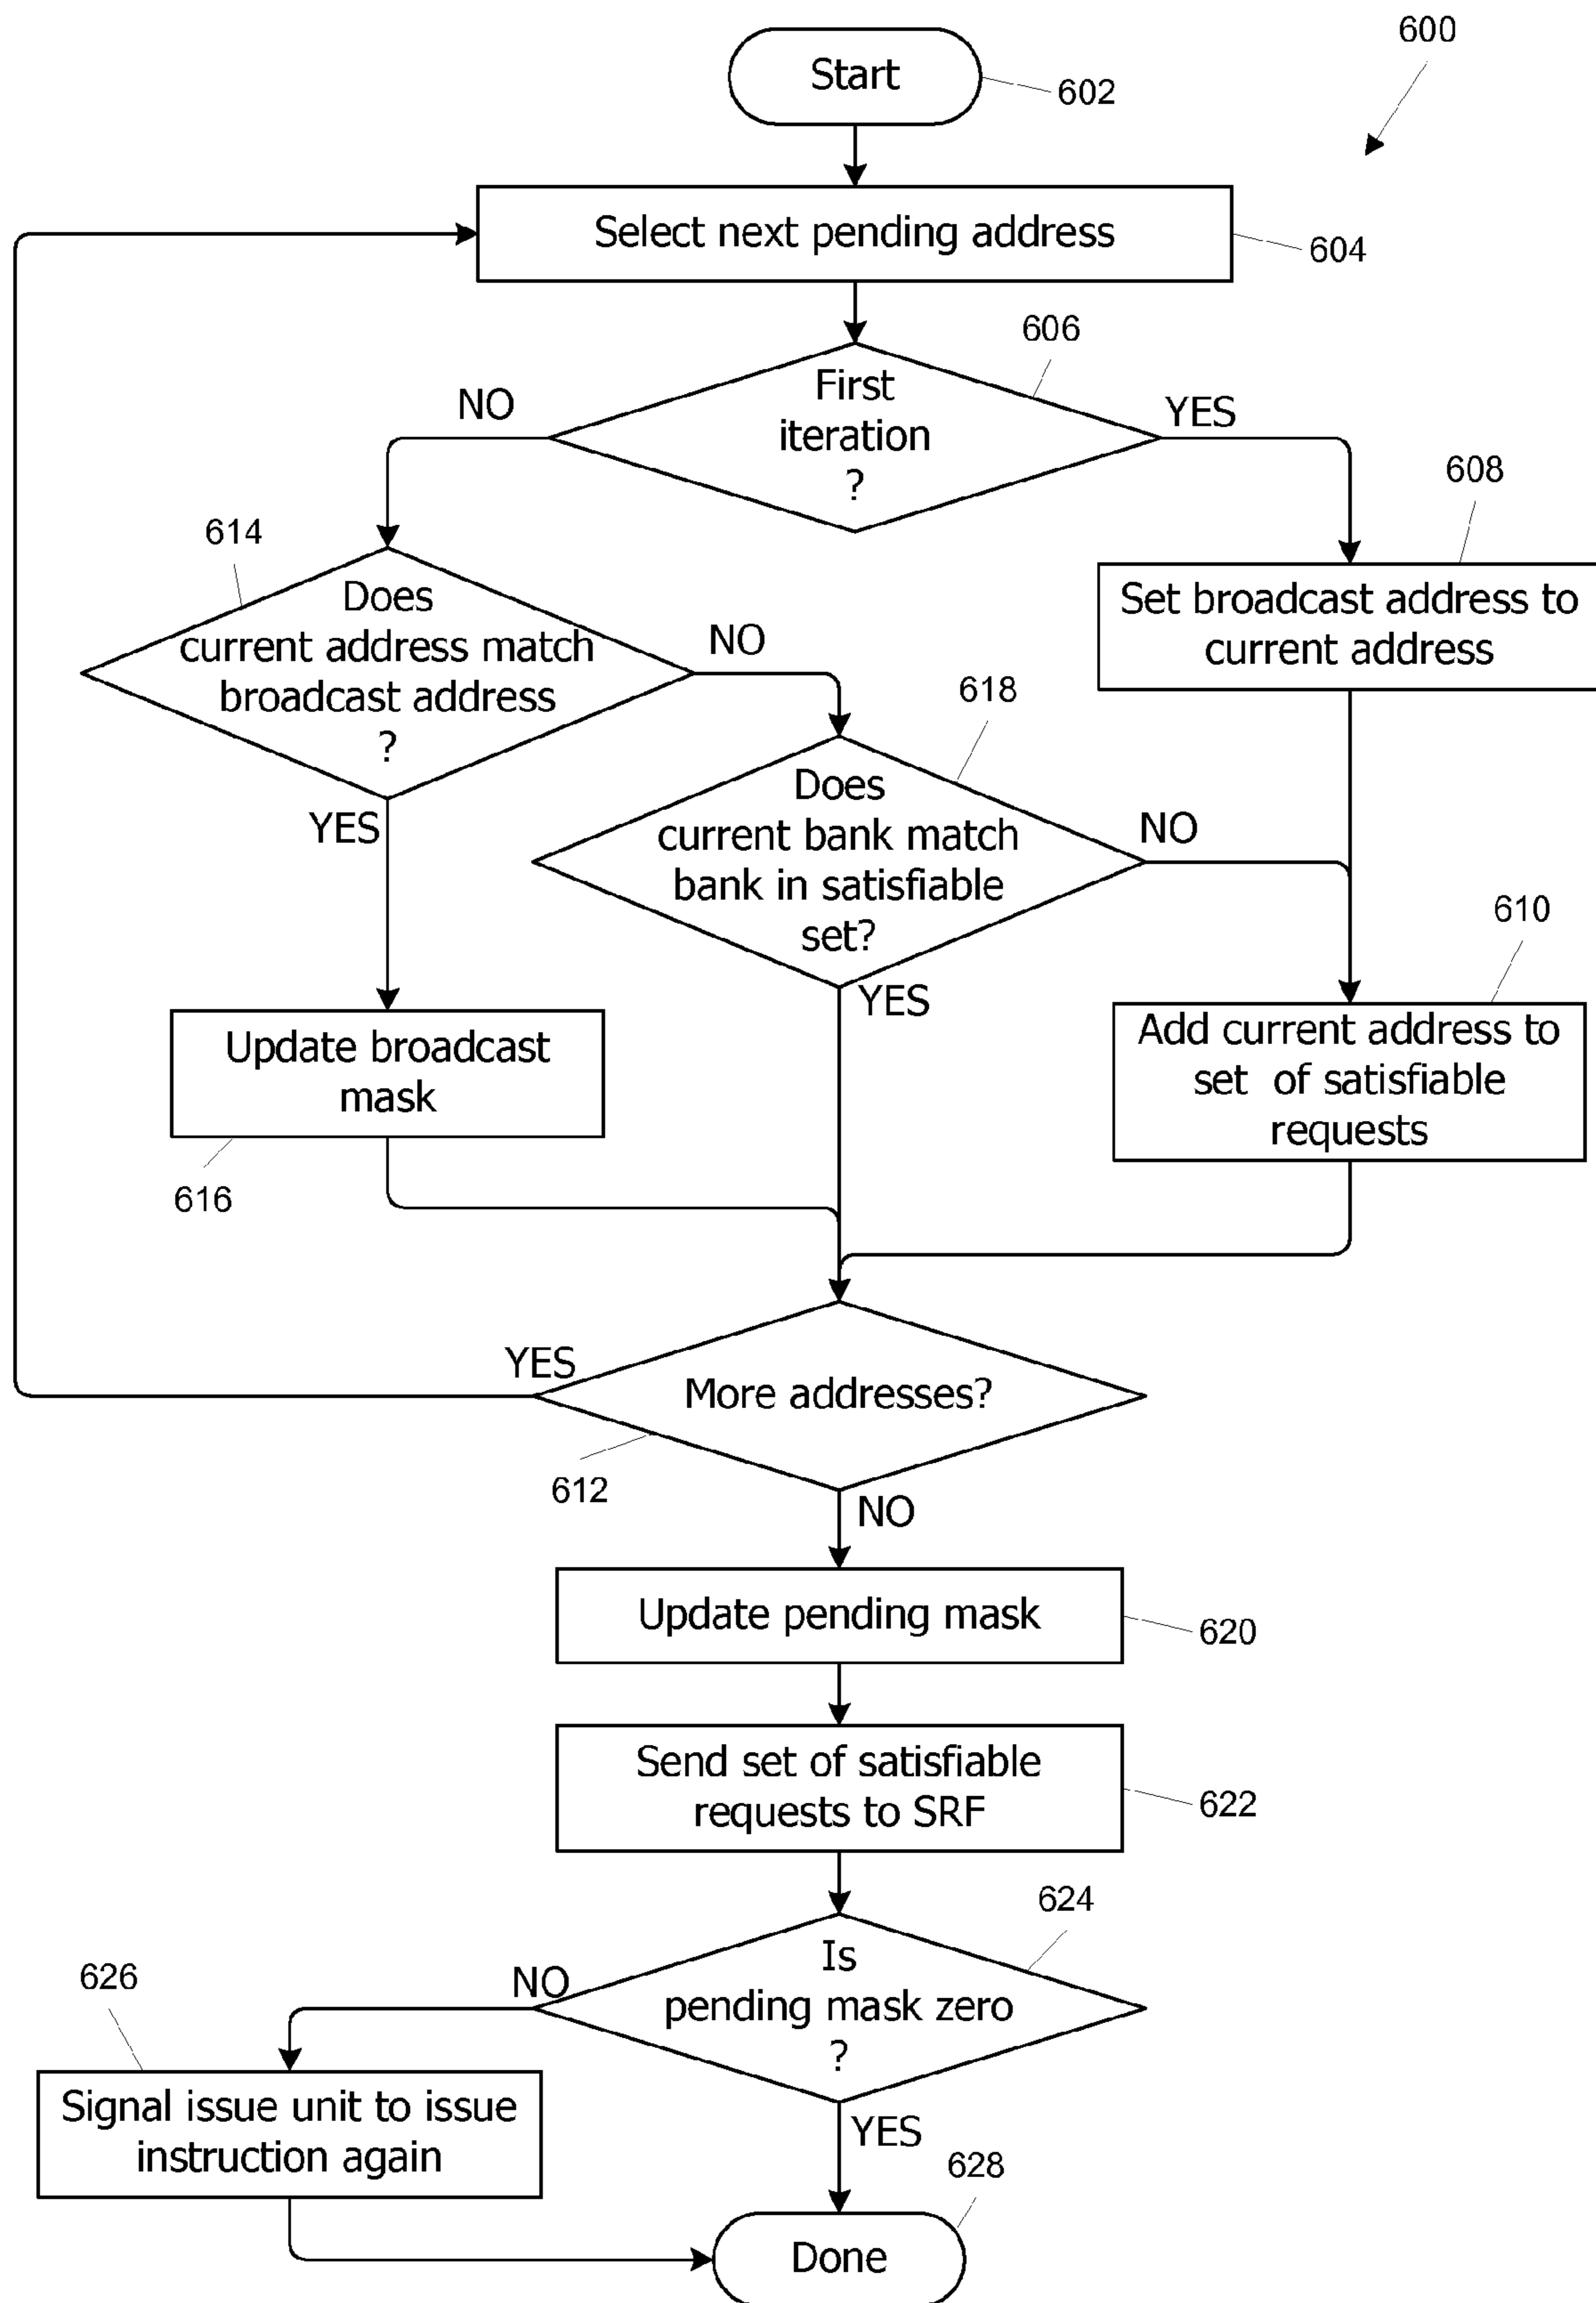 600
Start
602
Select next pending address
604
606
First
iteration
?
NO
YES
608
Set broadcast address to
current address
614
Does
current address match
broadcast address
?
NO
YES
618
Does
current bank match
bank in satisfiable
set?
NO
YES
610
Add current address to
set of satisfiable
requests
Update broadcast
mask
616
More addresses?
YES
612
NO
Update pending mask
620
Send set of satisfiable
requests to SRF
622
624
Is
pending mask zero
?
NO
626
Signal issue unit to issue
instruction again
YES
628
Done